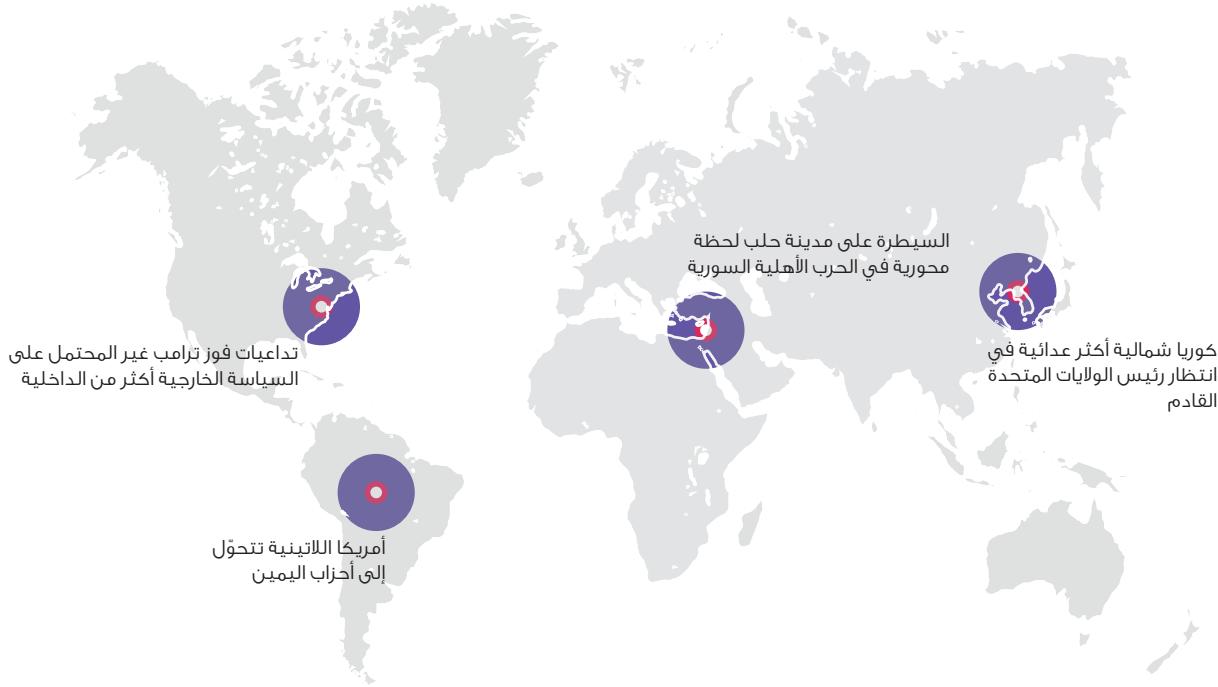 السيطرة على مدينة حلب لحظة
محورية في الحرب الأهلية السورية
كوريا شمالية أكثر عدائية في
انتظار رئيس الولايات المتحدة
القادم
تداعيات فوز ترامب غير المحتمل على
السياسة الخارجية أكثر من الداخلية
أمريكا اللاتينية تتحوّل
إلى أحزاب اليمين